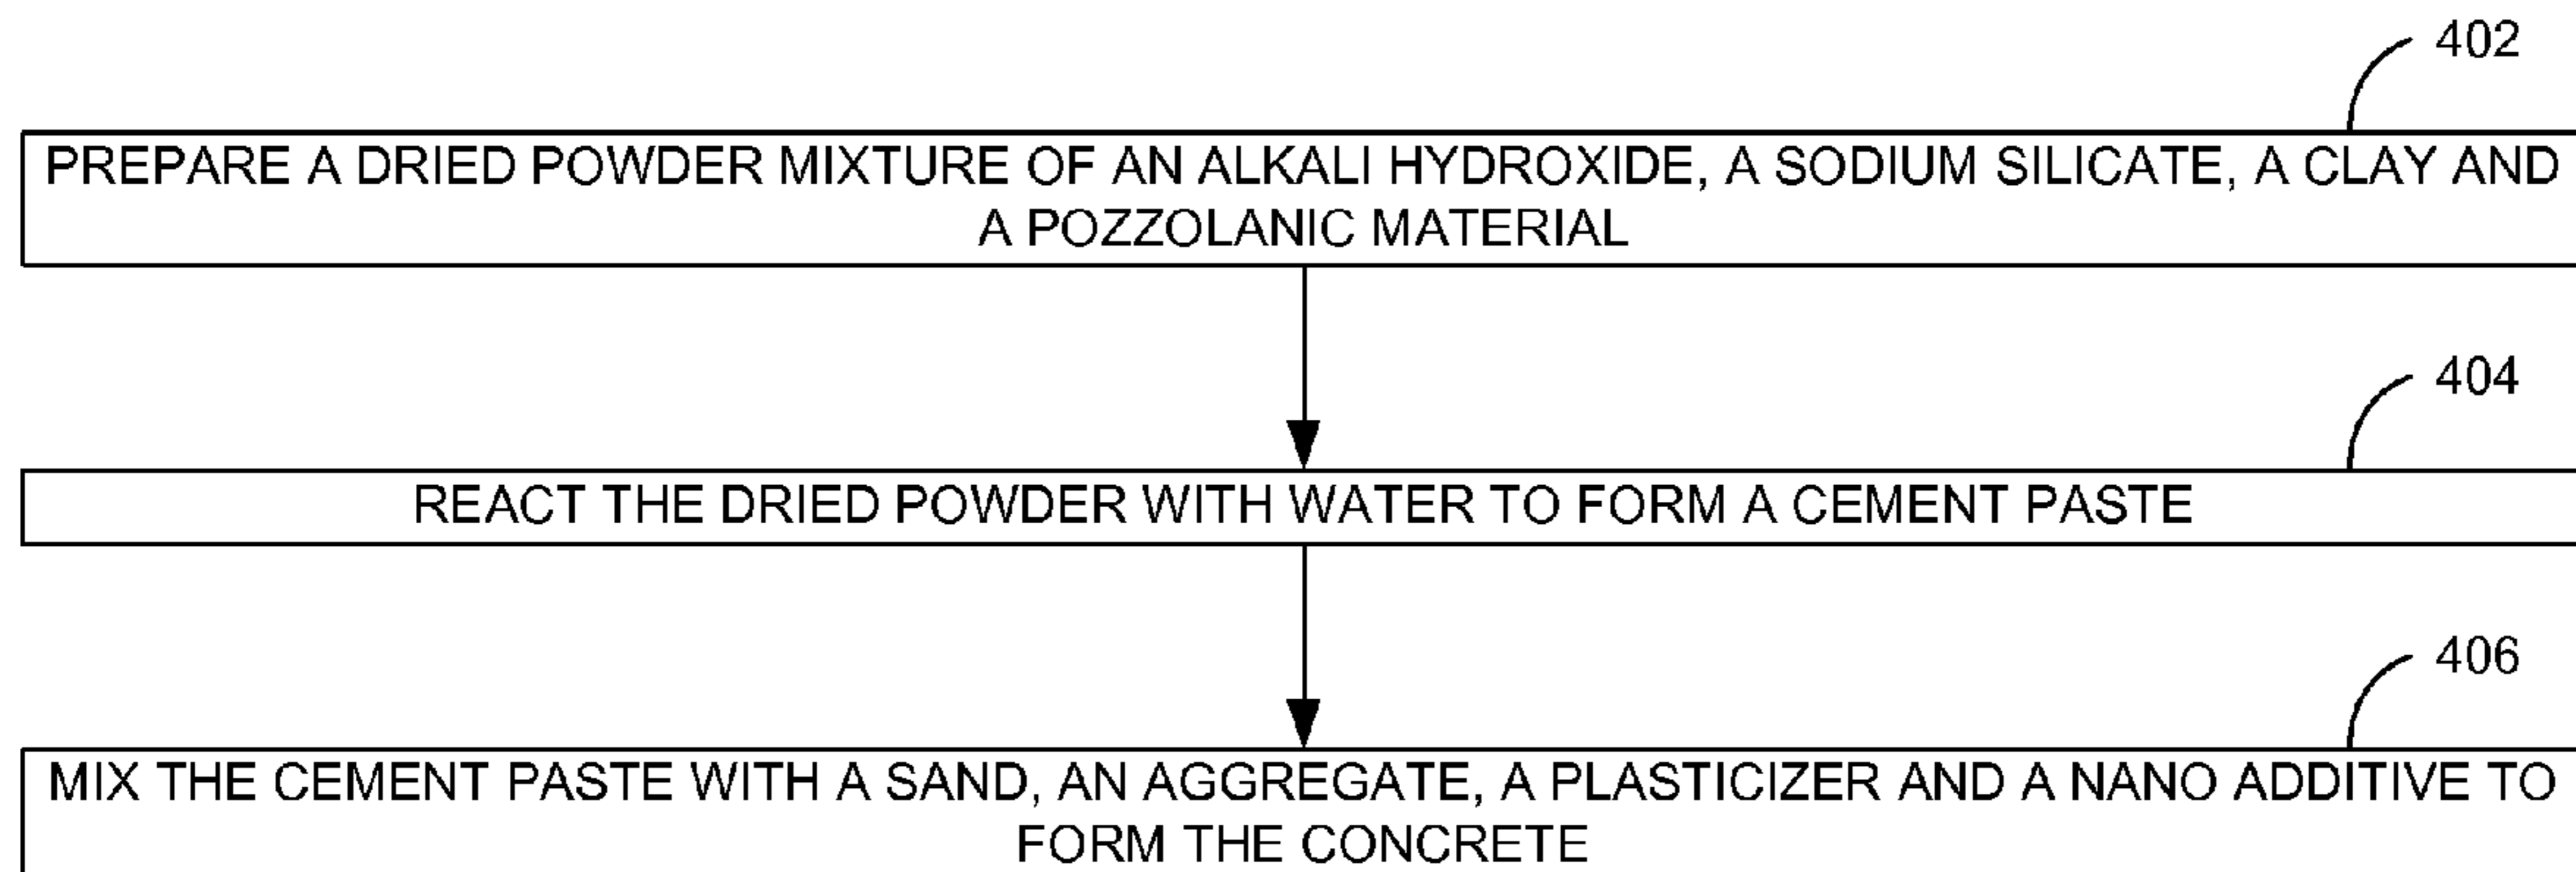 402
PREPARE A DRIED POWDER MIXTURE OF AN ALKALI HYDROXIDE, A SODIUM SILICATE, A CLAY AND
A POZZOLANIC MATERIAL
404
REACT THE DRIED POWDER WITH WATER TO FORM A CEMENT PASTE
406
MIX THE CEMENT PASTE WITH A SAND, AN AGGREGATE, A PLASTICIZER AND A NANO ADDITIVE TO
FORM THE CONCRETE